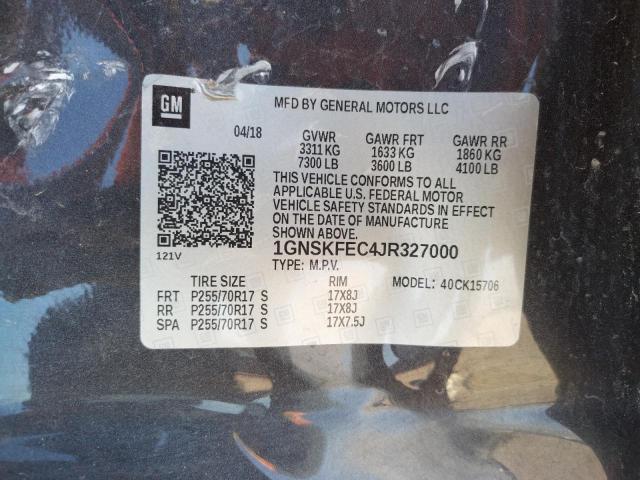 GM
MFD BY GENERAL MOTORS LLC
04/18 GVWR GAWR FRT GAWR RR
3311 KG 1633 KG 1860 KG
7300 LB 3600 LB 4100 LB
THIS VEHICLE CONFORMS TO ALL
APPLICABLE U.S. FEDERAL MOTOR
VEHICLE SAFETY STANDARDS IN EFFECT
ON THE DATE OF MANUFACTURE
SHOWN ABOVE.
1GNSKFEC4JR327000
121V TYPE: M.P.V.
TIRE SIZE RIM MODEL: 40CK15706
FRT P255/70R17 S 17X8J
RR P255/70R17 S 17X8J
SPA P255/70R17 S 17X7.5J